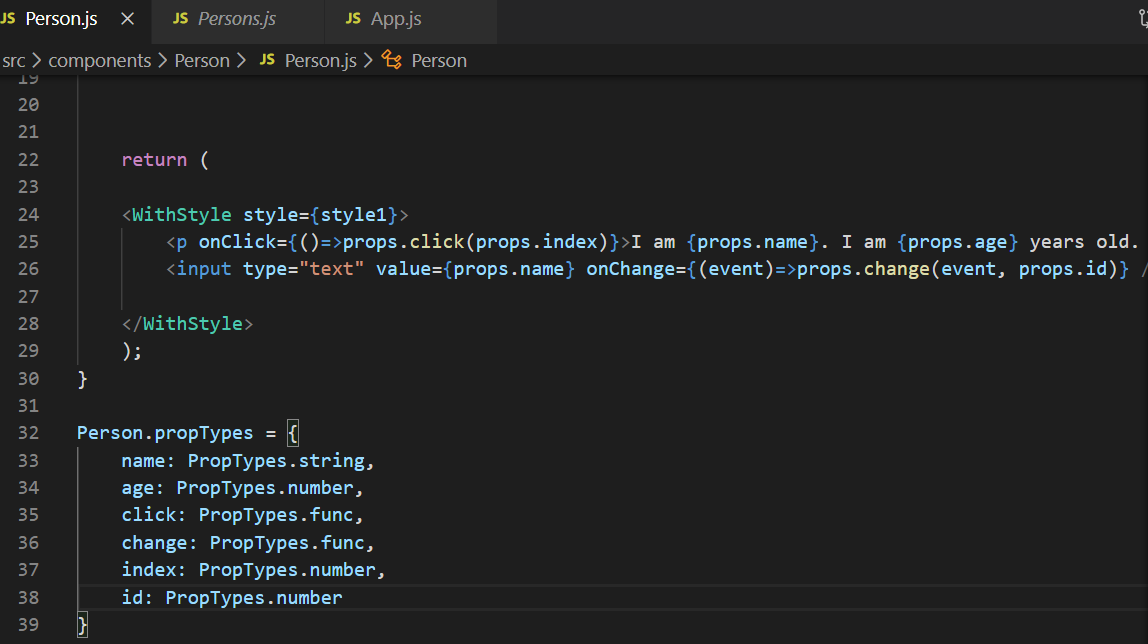 JS Person.js × JS Persons.js JS App.js
src > components > Person > JS Person.js > Person
19
20
21
22 return (
23
24 <WithStyle style={style1}>
25 <p onClick={()=>props.click(props.index)}>I am {props.name}. I am {props.age} years old.
26 <input type="text" value={props.name} onChange={(event)=>props.change(event, props.id)} /
27
28 </WithStyle>
29 );
30 }
31
32 Person.propTypes = {
33 name: PropTypes.string,
34 age: PropTypes.number,
35 click: PropTypes.func,
36 change: PropTypes.func,
37 index: PropTypes.number,
38 id: PropTypes.number
39 }